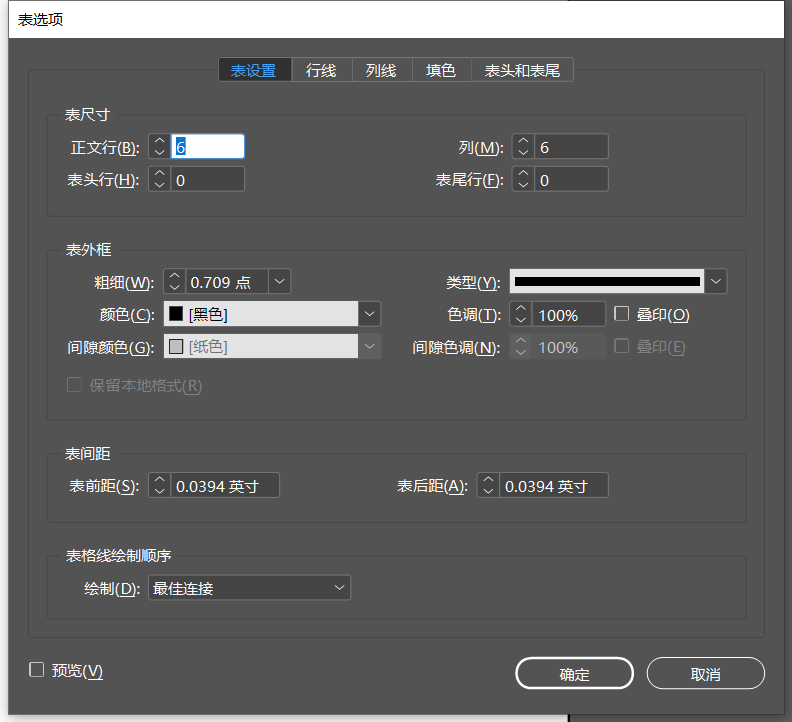 表选项
表设置 行线 列线 填色 表头和表尾
表尺寸
正文行(B): 6 列(M): 6
表头行(H): 0 表尾行(F): 0
表外框
粗细(W): 0.709 点 类型(Y):
颜色(C): [黑色] 色调(T): 100% 叠印(O)
间隙颜色(G): [纸色] 间隙色调(N): 100% 叠印(E)
保留本地格式(R)
表间距
表前距(S): 0.0394 英寸 表后距(A): 0.0394 英寸
表格线绘制顺序
绘制(D): 最佳连接
预览(V) 确定 取消